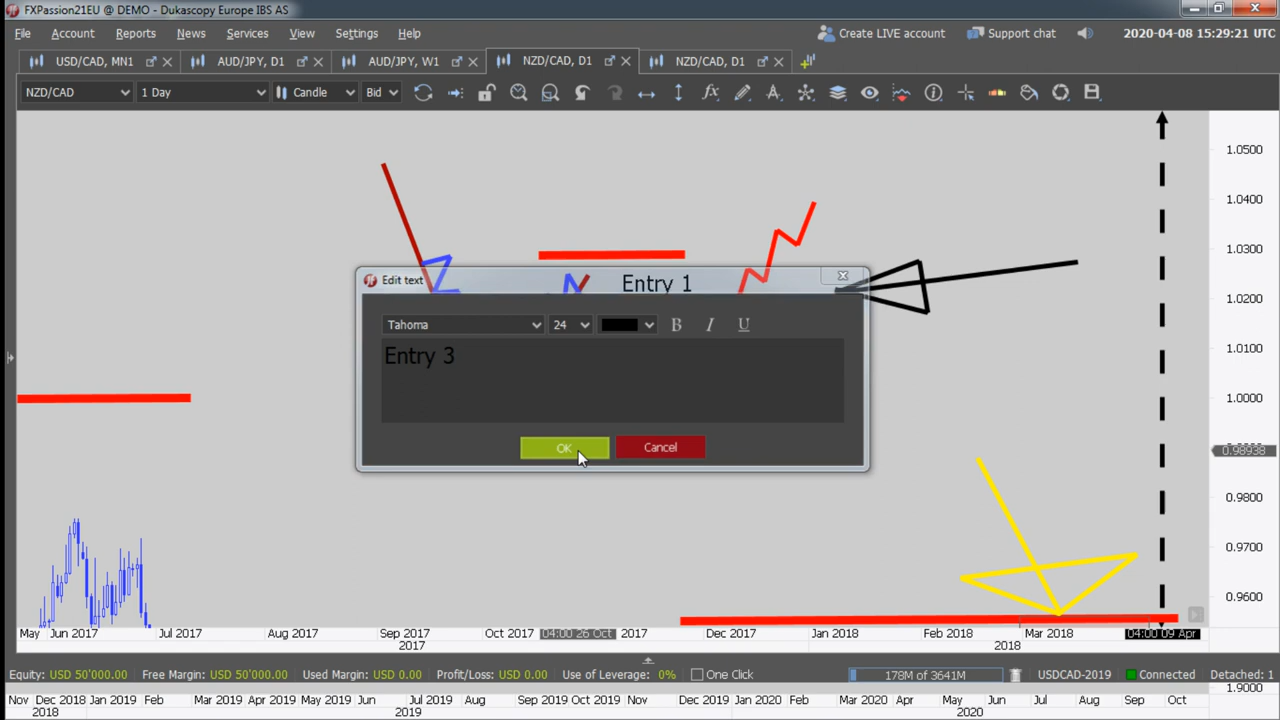 FXPassion21EU @ DEMO - Dukascopy Europe IBS AS
File Account Reports News Services View Settings Help Create LIVE account Support chat 2020-04-08 15:29:21 UTC
USD/CAD, MN1 AUD/JPY, D1 AUD/JPY, W1 NZD/CAD, D1 NZD/CAD, D1
NZD/CAD 1 Day Candle Bid
1.0500
1.0400
1.0300
Edit text Entry 1
1.0200
Tahoma 24 B I U
Entry 3
1.0100
1.0000
OK Cancel
0.98938
0.9800
0.9700
0.9600
May Jun 2017 Jul 2017 Aug 2017 Sep 2017 Oct 2017 04:00 26 Oct 2017 Dec 2017 Jan 2018 Feb 2018 Mar 2018 04:00 09 Apr
2017 2018
Equity: USD 50'000.00 Free Margin: USD 50'000.00 Used Margin: USD 0.00 Profit/Loss: USD 0.00 Use of Leverage: 0% One Click 178M of 3641M USDCAD-2019 Connected Detached: 1
1.9000
Nov Dec 2018 Jan 2019 Feb Mar 2019 Apr 2019 May 2019 Jun Jul 2019 Aug Sep 2019 Oct 2019 Nov Dec 2019 Jan 2020 Feb Mar 2020 Apr May 2020 Jun Jul Aug Sep Oct
2018 2019 2020